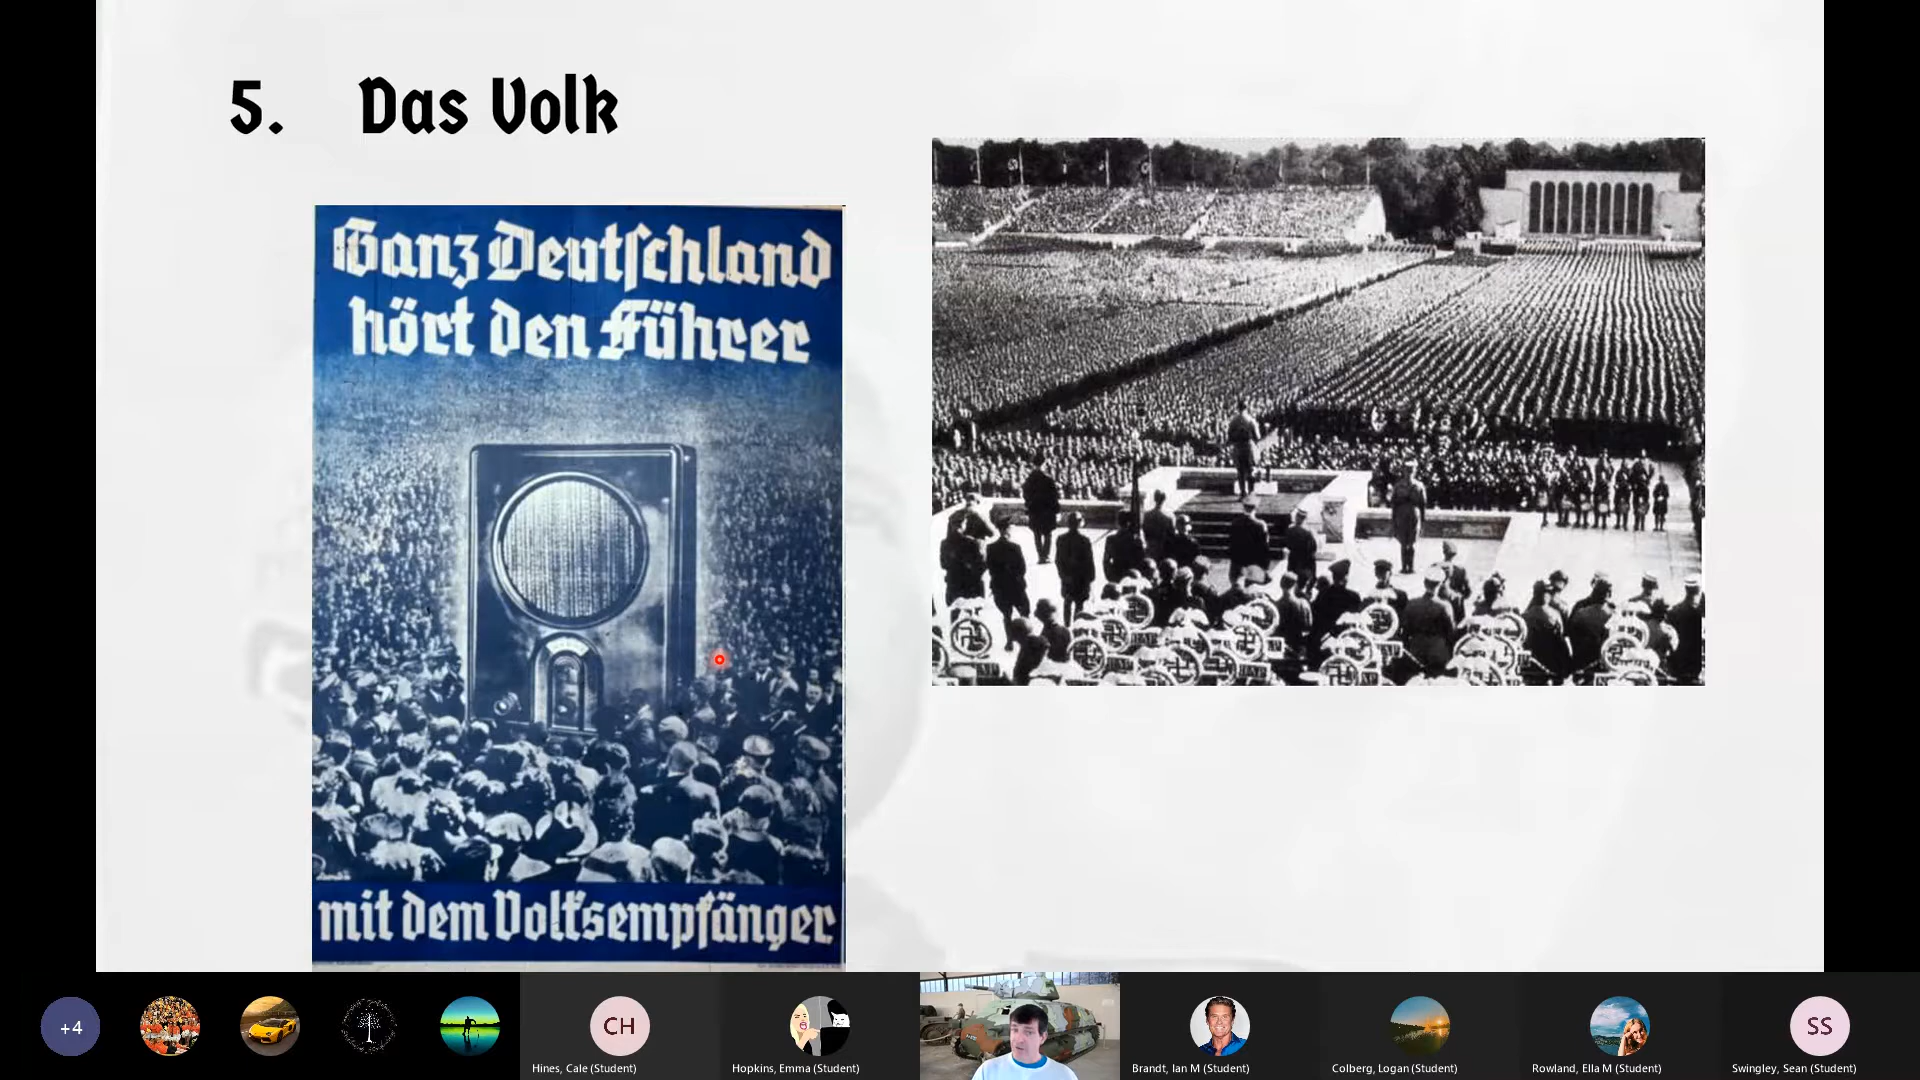 5. Das Volk
Ganz Deutschland
hört den Führer
mit dem Volksempfänger
+4
CH
SS
Hines, Cale (Student)
Hopkins, Emma (Student)
Brandt, Ian M (Student)
Colberg, Logan (Student)
Rowland, Ella M (Student)
Swingley, Sean (Student)